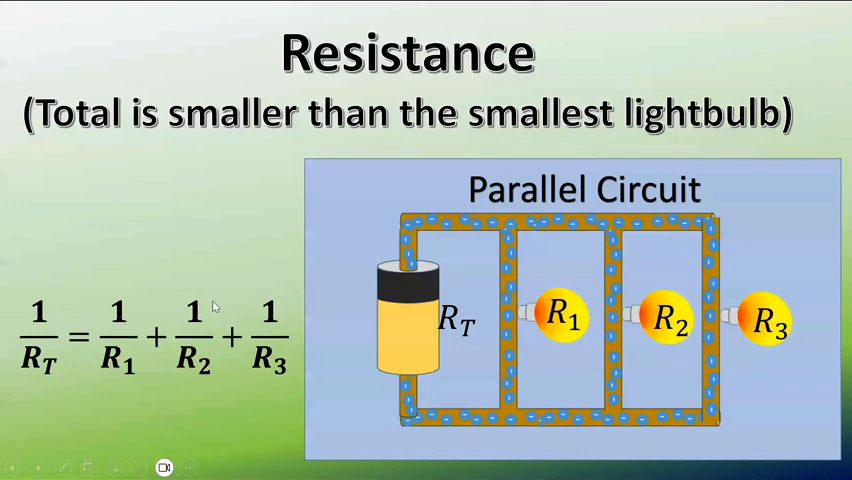 Resistance
(Total is smaller than the smallest lightbulb)
Parallel Circuit
1/R_T = 1/R_1 + 1/R_2 + 1/R_3
R_T
R_1
R_2
R_3